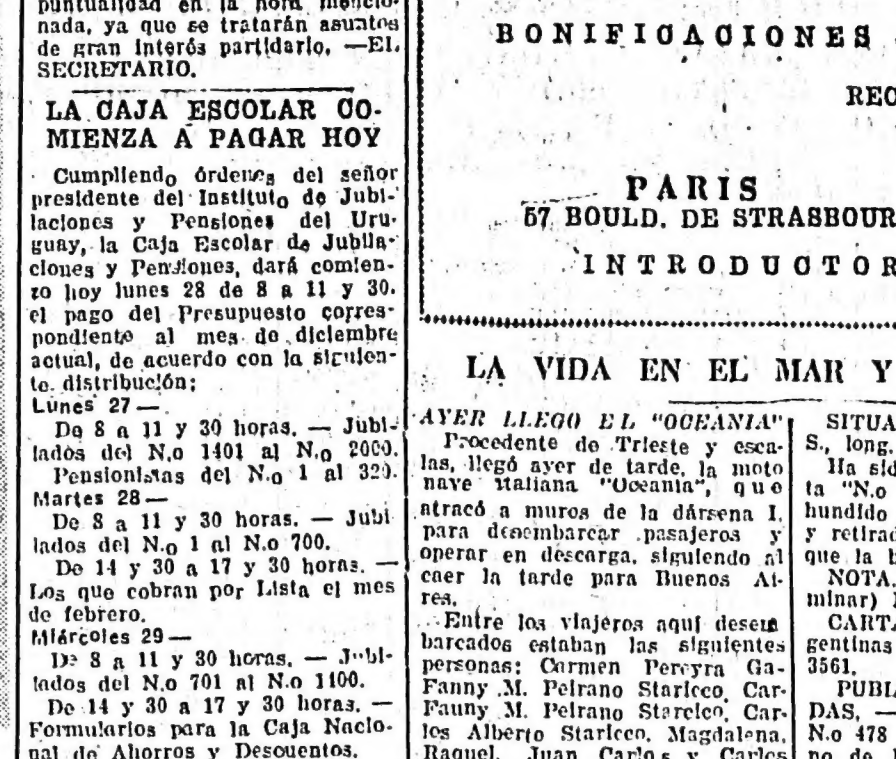 puntualidad en la hora mencio-
nada, ya que se tratarán asuntos
de gran interés partidario. —EL
SECRETARIO.
LA CAJA ESCOLAR CO-
MIENZA A PAGAR HOY
Cumpliendo órdenes del señor
presidente del Instituto de Jubi-
laciones y Pensiones del Uru-
guay, la Caja Escolar de Jubila-
ciones y Pensiones, dará comien-
zo hoy lunes 28 de 8 a 11 y 30.
el pago del Presupuesto corres-
pondiente al mes de diciembre
actual, de acuerdo con la siguien-
te distribución:
Lunes 27 —
De 8 a 11 y 30 horas. — Jubi-
lados del N.o 1401 al N.o 2000.
Pensionistas del N.o 1 al 320.
Martes 28 —
De 8 a 11 y 30 horas. — Jubi
lados del N.o 1 al N.o 700.
De 14 y 30 a 17 y 30 horas. —
Los que cobran por Lista el mes
de febrero.
Miércoles 29 —
De 8 a 11 y 30 horas. — Jubi-
lados del N.o 701 al N.o 1100.
De 14 y 30 a 17 y 30 horas. —
Formularios para la Caja Nacio-
nal de Ahorros y Descuentos.
BONIFICACIONES
REC
PARIS
57 BOULD. DE STRASBOUR
INTRODUCTOR
LA VIDA EN EL MAR Y
AYER LLEGO EL "OCEANIA"
Procedente de Trieste y esca-
las, llegó ayer de tarde, la moto
nave italiana "Oceania", que
atracó a muros de la dársena I,
para desembarcar pasajeros y
operar en descarga, siguiendo al
caer la tarde para Buenos Ai-
res.
Entre los viajeros aquí desem
barcados estaban las siguientes
personas: Carmen Pereyra Ga-
Fanny M. Peirano Staricco, Car-
Fanny M. Peirano Starcico, Car-
los Alberto Staricco, Magdalena,
Raquel, Juan Carlos y Carles
SITUA
S., long.
Ha sid
ta "N.o
hundido
y retirad
que la b
NOTA.
minar)
CARTA
gentinas
3561.
PUBLI
DAS. —
N.o 478
no de